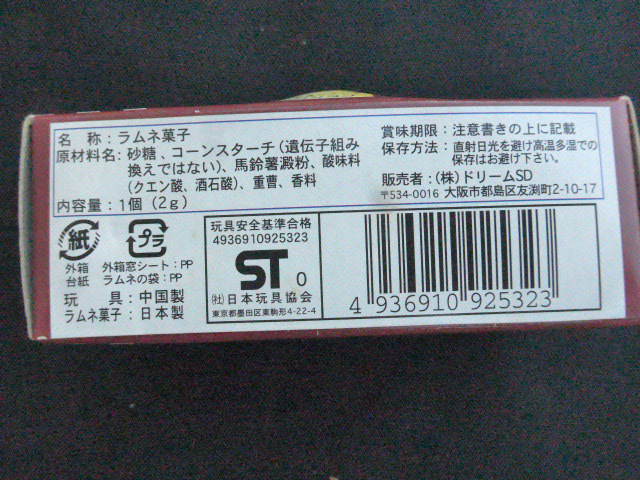 名　称：ラムネ菓子
原材料名：砂糖、コーンスターチ（遺伝子組み
換えではない）、馬鈴薯澱粉、酸味料
（クエン酸、酒石酸）、重曹、香料
内容量：1個（2g）
賞味期限：注意書きの上に記載
保存方法：直射日光を避け高温多湿での
保存はお避け下さい
販売者：（株）ドリームSD
〒534-0016 大阪市都島区友渕町2-10-17
紙
外箱
台紙
プラ
外箱窓シート：PP
ラムネの袋：PP
玩　具：中国製
ラムネ菓子：日本製
玩具安全基準合格
4936910925323
ST 0
㈳日本玩具協会
東京都墨田区東駒形4-22-4
4 936910 925323